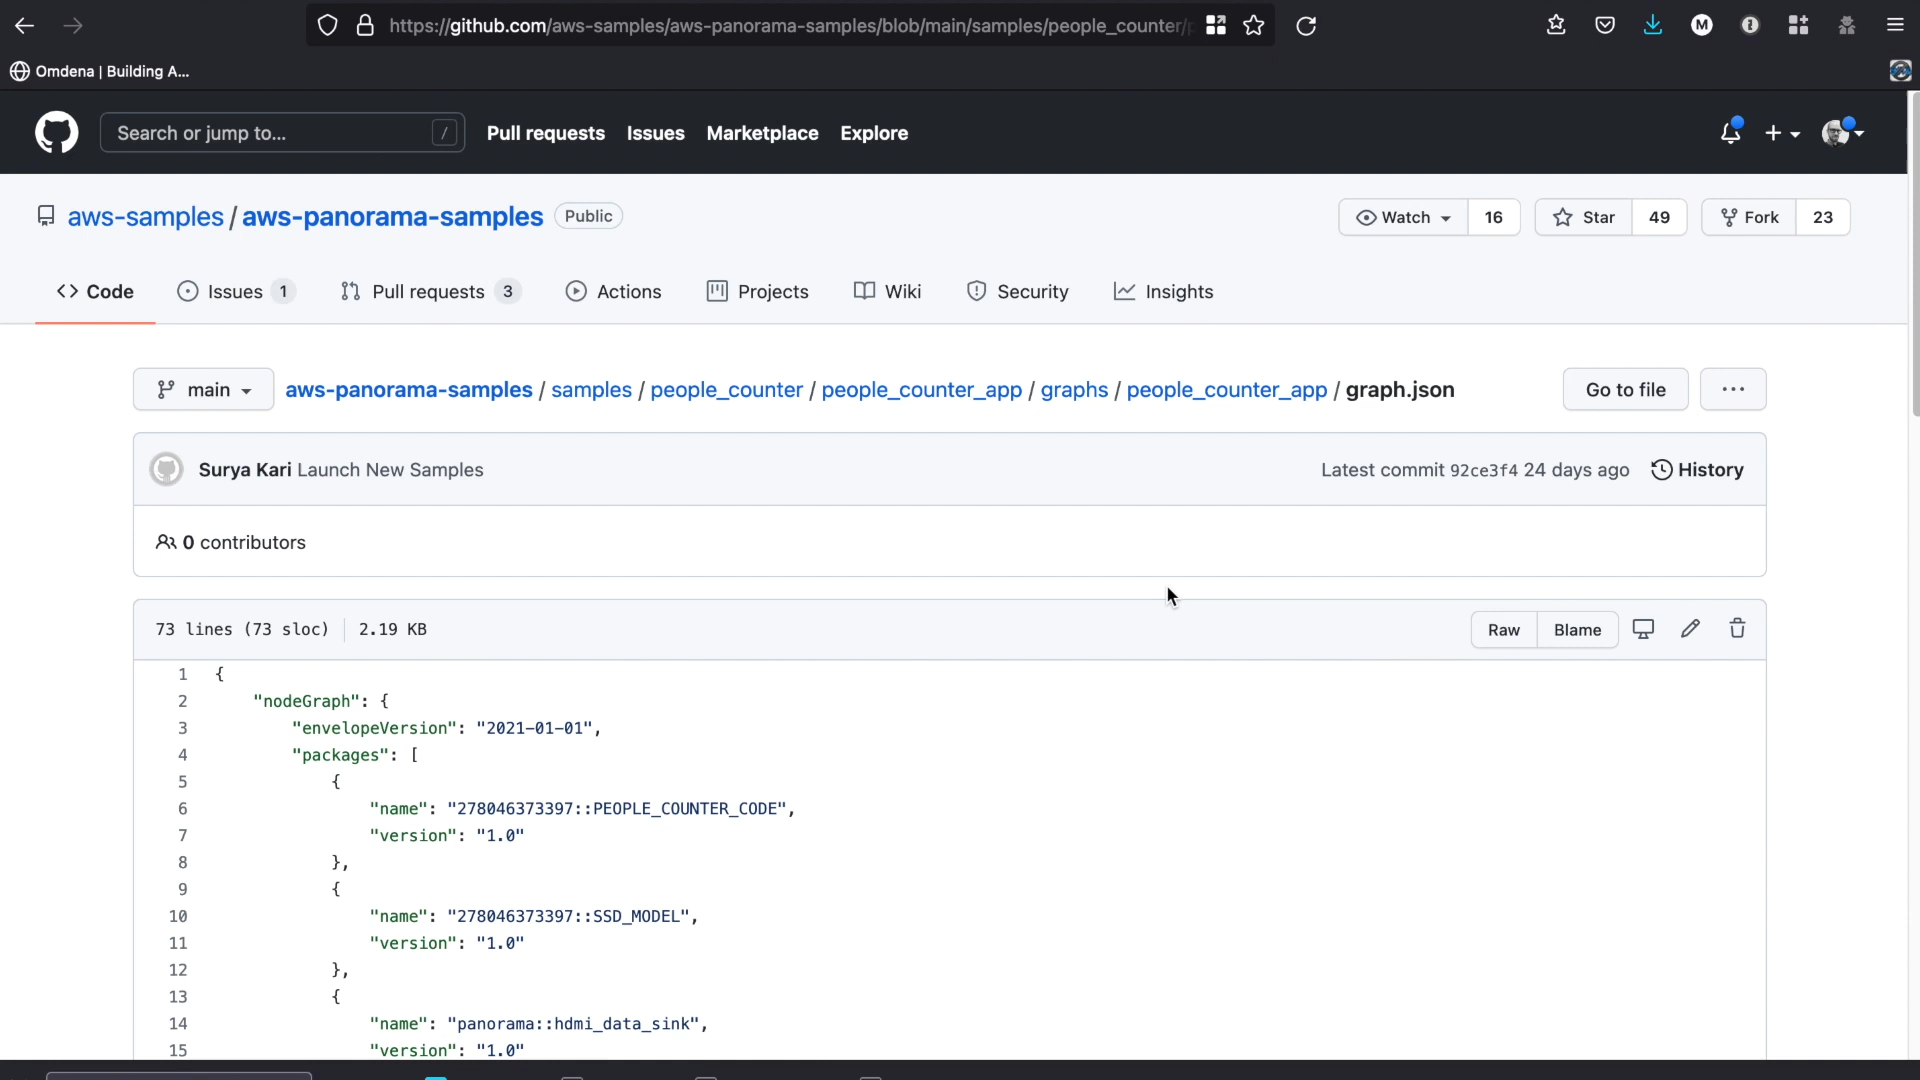 https://github.com/aws-samples/aws-panorama-samples/blob/main/samples/people_counter/
Omdena | Building A...
Search or jump to... /
Pull requests Issues Marketplace Explore
aws-samples / aws-panorama-samples Public
Watch 16 Star 49 Fork 23
Code Issues 1 Pull requests 3 Actions Projects Wiki Security Insights
main aws-panorama-samples / samples / people_counter / people_counter_app / graphs / people_counter_app / graph.json Go to file ...
Surya Kari Launch New Samples Latest commit 92ce3f4 24 days ago History
0 contributors
73 lines (73 sloc) 2.19 KB Raw Blame
1 {
2 "nodeGraph": {
3 "envelopeVersion": "2021-01-01",
4 "packages": [
5 {
6 "name": "278046373397::PEOPLE_COUNTER_CODE",
7 "version": "1.0"
8 },
9 {
10 "name": "278046373397::SSD_MODEL",
11 "version": "1.0"
12 },
13 {
14 "name": "panorama::hdmi_data_sink",
15 "version": "1.0"